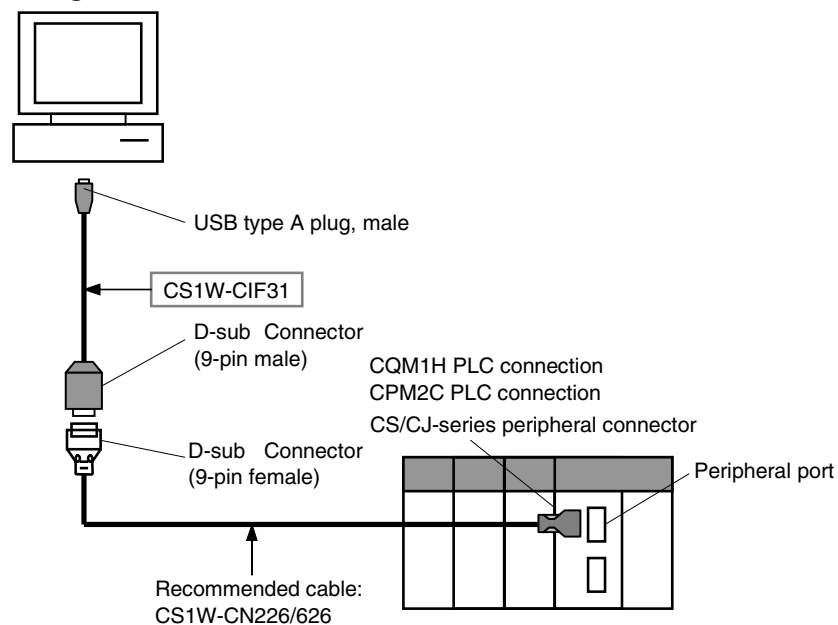 USB type A plug, male
CS1W-CIF31
D-sub Connector
(9-pin male)
CQM1H PLC connection
CPM2C PLC connection
CS/CJ-series peripheral connector
D-sub Connector
(9-pin female)
Peripheral port
Recommended cable:
CS1W-CN226/626